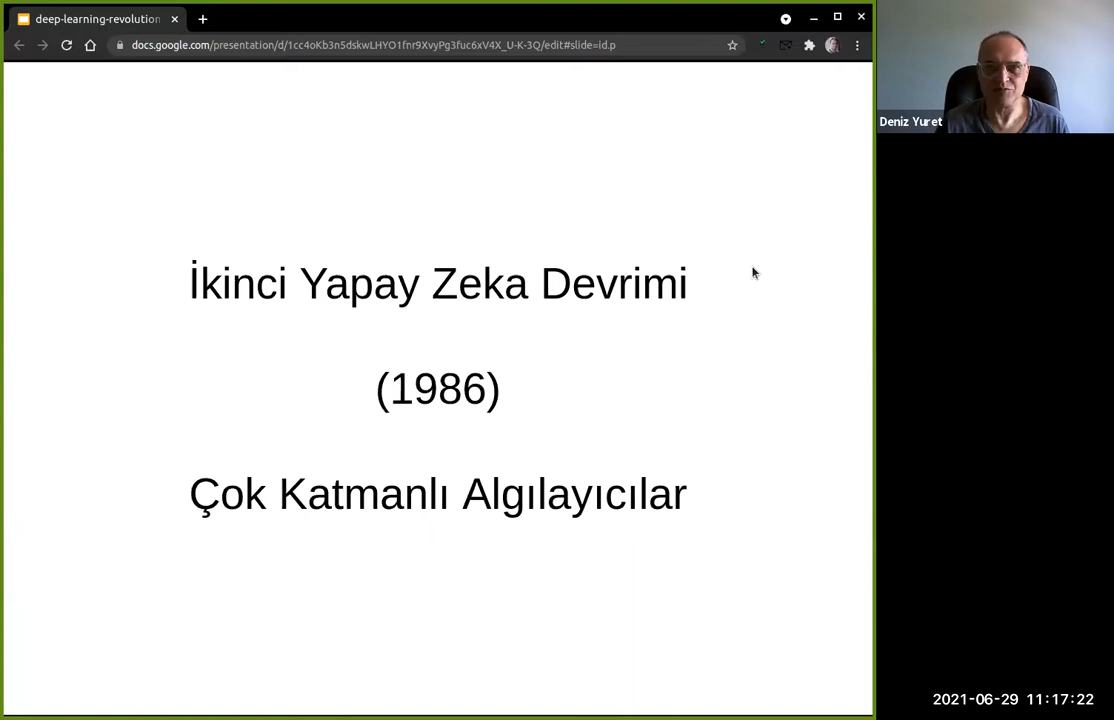 deep-learning-revolution
docs.google.com/presentation/d/1cc4oKb3n5dskwLHYO1fnr9XvyPg3fuc6xV4X_U-K-3Q/edit#slide=id.p
Deniz Yuret
İkinci Yapay Zeka Devrimi
(1986)
Çok Katmanlı Algılayıcılar
2021-06-29 11:17:22